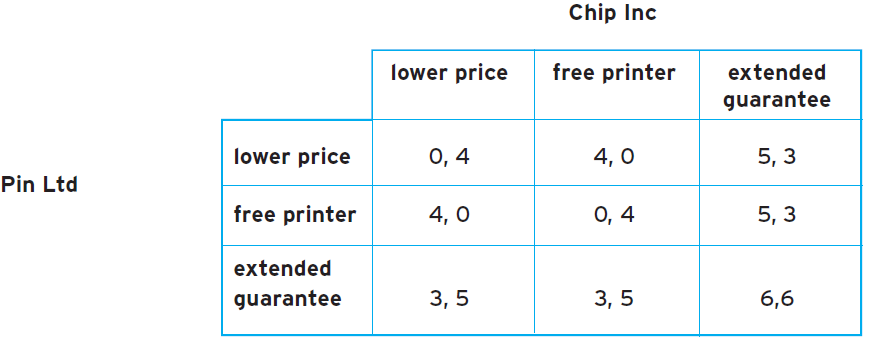 Chip Inc
lower price free printer extended
guarantee
lower price 0, 4 4, 0 5, 3
Pin Ltd
free printer 4, 0 0, 4 5, 3
extended
guarantee 3, 5 3, 5 6,6